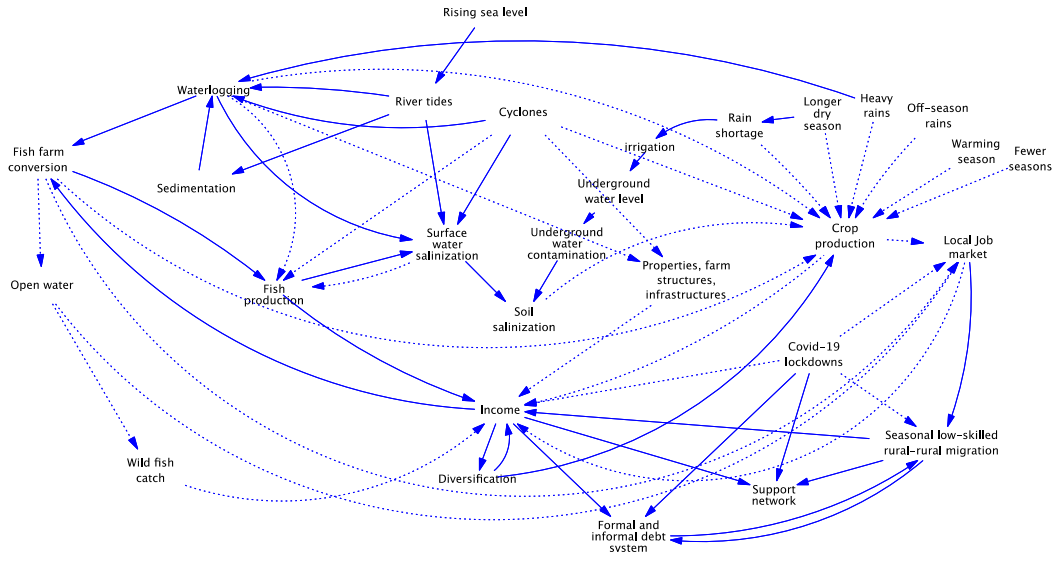 Rising sea level
Waterlogging
River tides
Cyclones
Rain
shortage
Longer
dry
season
Heavy
rains
Off-season
rains
Warming
season
Fewer
seasons
Fish farm
conversion
Sedimentation
irrigation
Underground
water level
Surface
water
salinization
Underground
water
contamination
Crop
production
Local Job
market
Open water
Fish
production
Properties, farm
structures,
infrastructures
Soil
salinization
Covid-19
lockdowns
Income
Seasonal low-skilled
rural-rural migration
Wild fish
catch
Diversification
Support
network
Formal and
informal debt
system